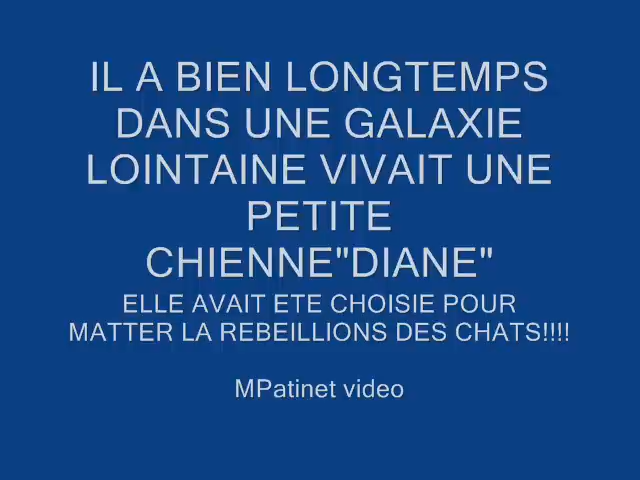 IL A BIEN LONGTEMPS
DANS UNE GALAXIE
LOINTAINE VIVAIT UNE
PETITE
CHIENNE"DIANE"
ELLE AVAIT ETE CHOISIE POUR
MATTER LA REBEILLIONS DES CHATS!!!!
MPatinet video